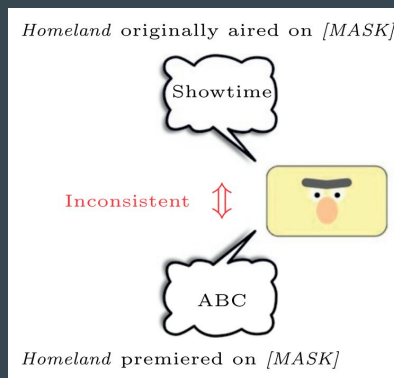 Homeland originally aired on [MASK]
Showtime
Inconsistent
ABC
Homeland premiered on [MASK]